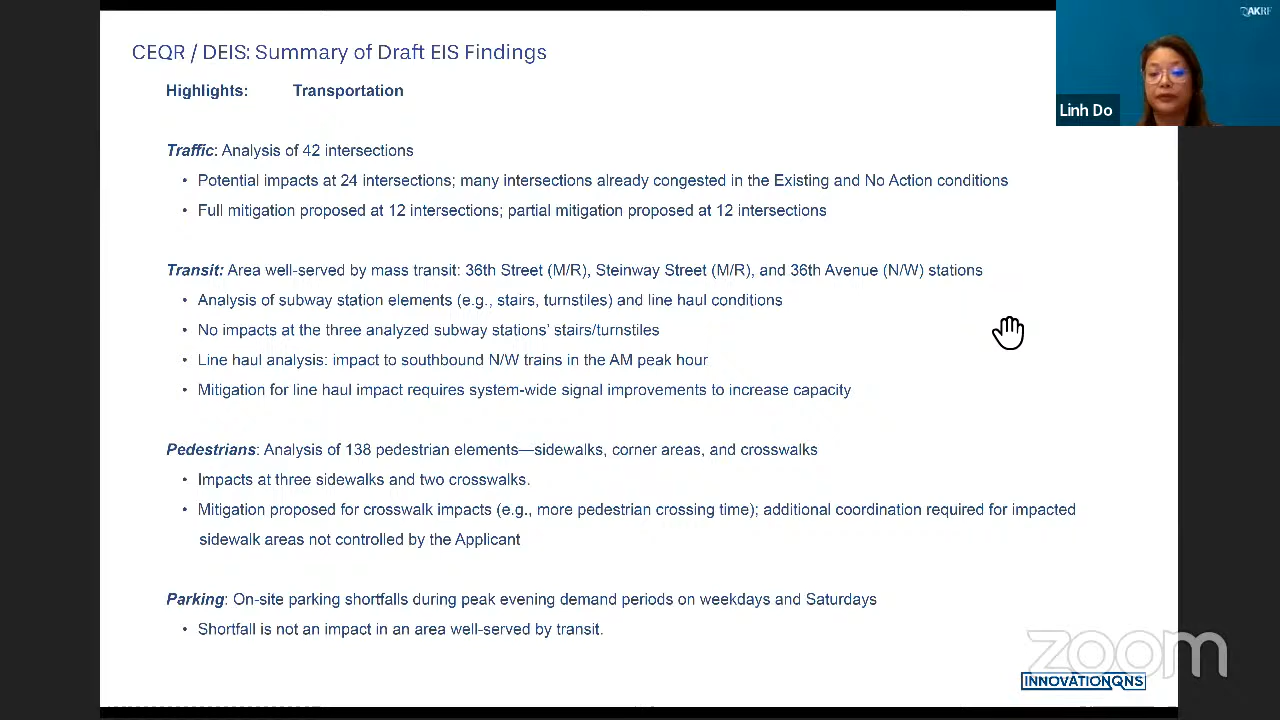 CEQR / DEIS: Summary of Draft EIS Findings
AKRF
Linh Do
Highlights: Transportation
Traffic: Analysis of 42 intersections
• Potential impacts at 24 intersections; many intersections already congested in the Existing and No Action conditions
• Full mitigation proposed at 12 intersections; partial mitigation proposed at 12 intersections
Transit: Area well-served by mass transit: 36th Street (M/R), Steinway Street (M/R), and 36th Avenue (N/W) stations
• Analysis of subway station elements (e.g., stairs, turnstiles) and line haul conditions
• No impacts at the three analyzed subway stations’ stairs/turnstiles
• Line haul analysis: impact to southbound N/W trains in the AM peak hour
• Mitigation for line haul impact requires system-wide signal improvements to increase capacity
Pedestrians: Analysis of 138 pedestrian elements—sidewalks, corner areas, and crosswalks
• Impacts at three sidewalks and two crosswalks.
• Mitigation proposed for crosswalk impacts (e.g., more pedestrian crossing time); additional coordination required for impacted
sidewalk areas not controlled by the Applicant
Parking: On-site parking shortfalls during peak evening demand periods on weekdays and Saturdays
• Shortfall is not an impact in an area well-served by transit.
zoom
INNOVATIONQNS